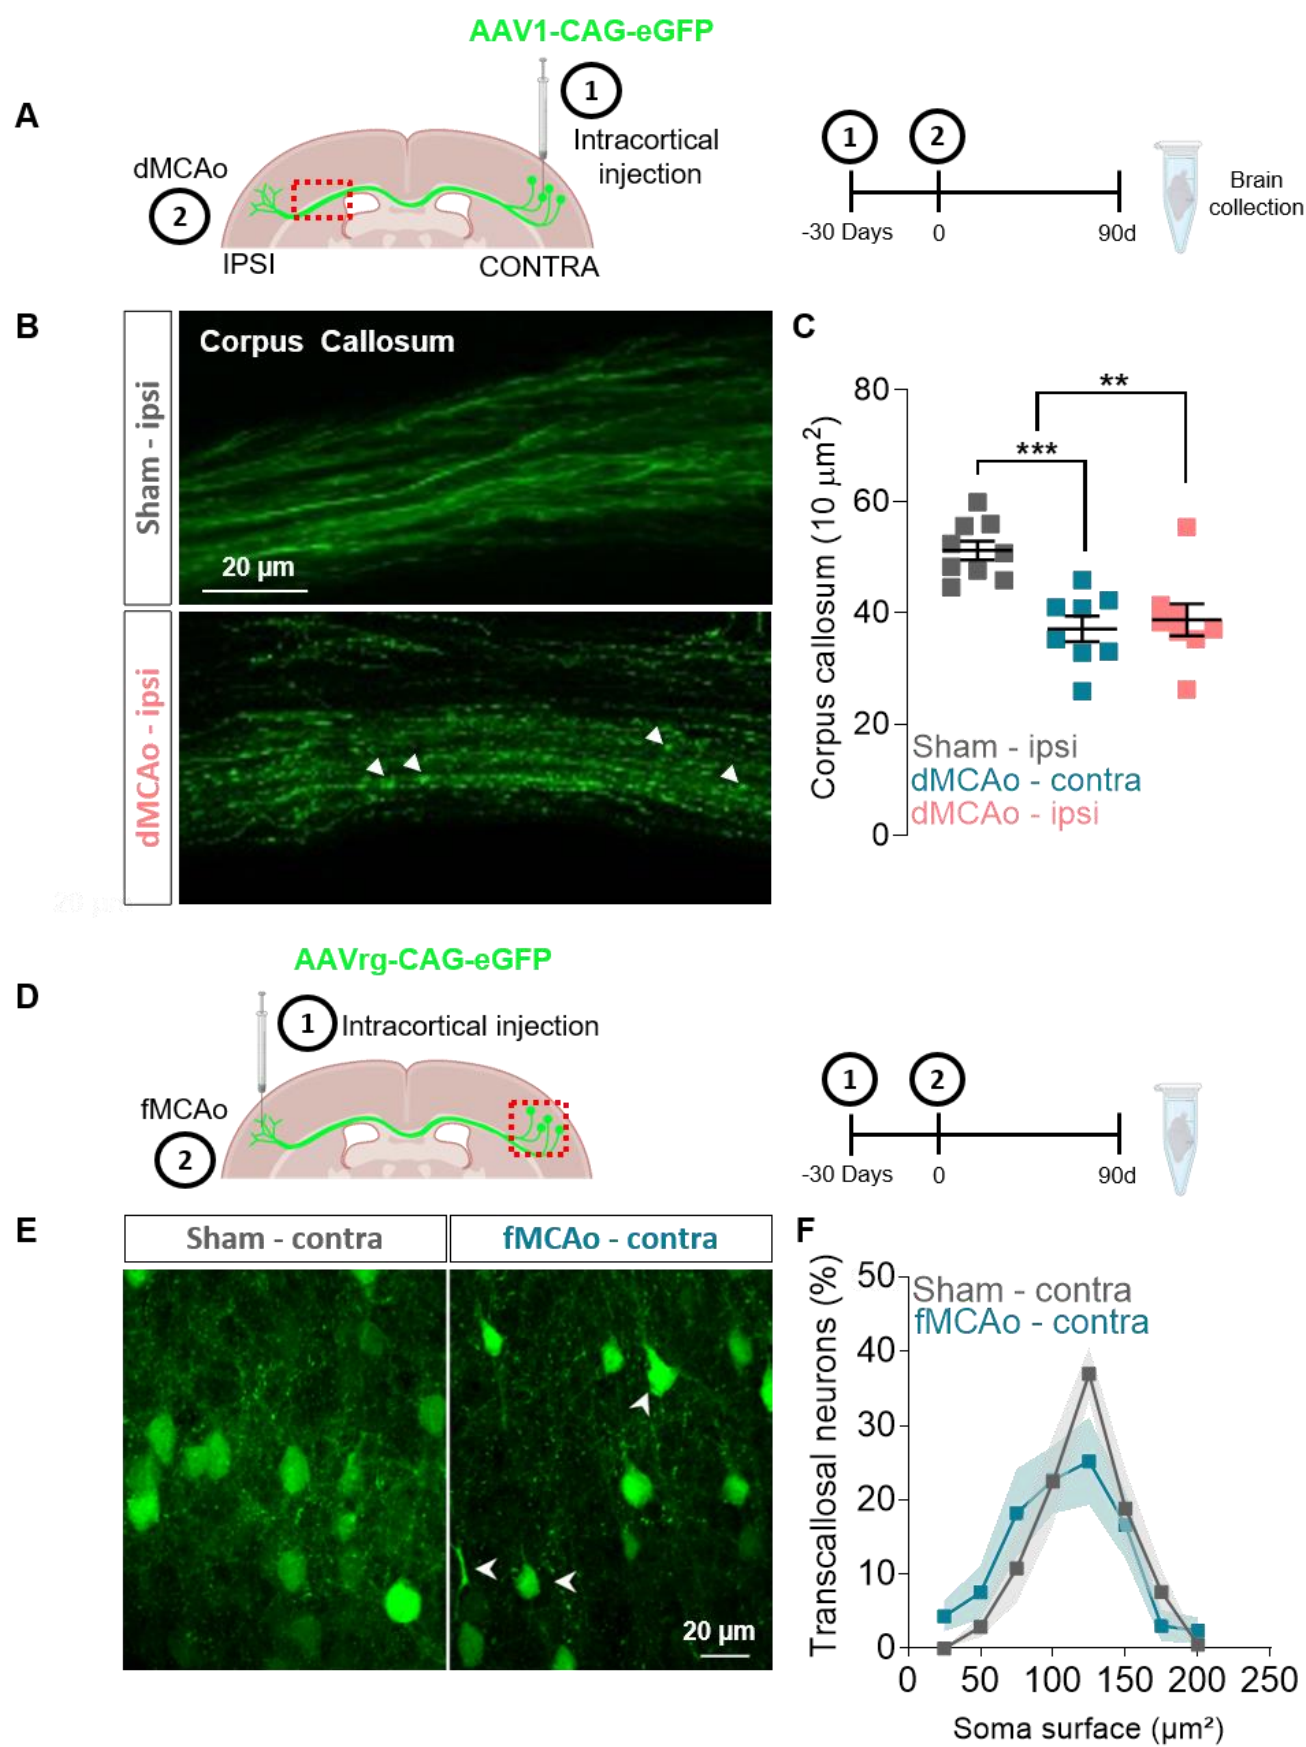 AAV1-CAG-eGFP
A
1
Intracortical
injection
dMCAo
2
IPSI
CONTRA
1
2
-30 Days
0
90d
Brain
collection
B
Sham - ipsi
Corpus Callosum
20 µm
dMCAo - ipsi
20 µm
C
Corpus callosum (10 µm²)
80
60
40
20
0
**
***
Sham - ipsi
dMCAo - contra
dMCAo - ipsi
AAVrg-CAG-eGFP
D
1
Intracortical injection
fMCAo
2
1
2
-30 Days
0
90d
E
Sham - contra
fMCAo - contra
20 µm
F
Transcallosal neurons (%)
50
40
30
20
10
0
Sham - contra
fMCAo - contra
0 50 100 150 200 250
Soma surface (µm²)